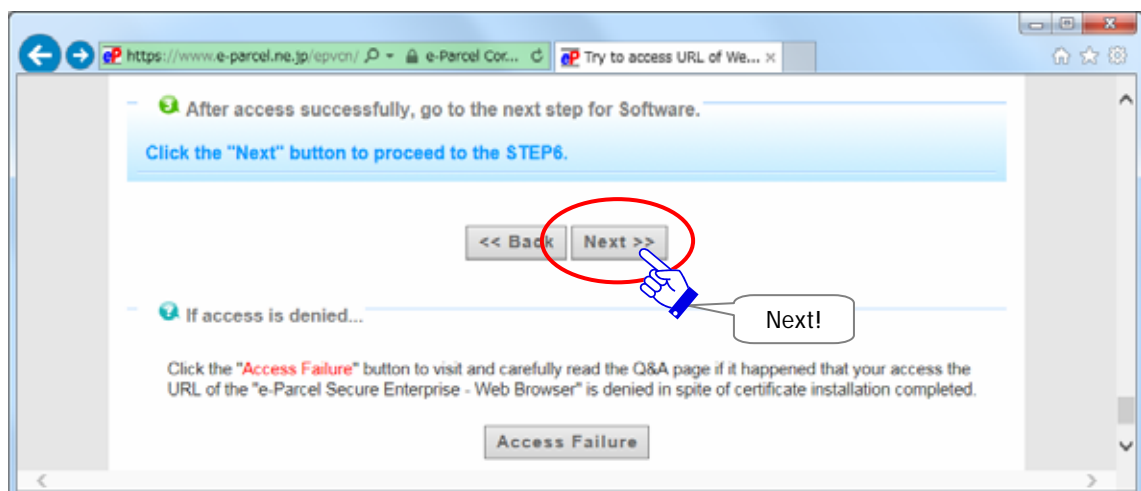 https://www.e-parcel.ne.jp/epvcn/
e-Parcel Cor...
Try to access URL of We...
3 After access successfully, go to the next step for Software.
Click the "Next" button to proceed to the STEP6.
<< Back
Next >>
Next!
? If access is denied...
Click the "Access Failure" button to visit and carefully read the Q&A page if it happened that your access the
URL of the "e-Parcel Secure Enterprise - Web Browser" is denied in spite of certificate installation completed.
Access Failure